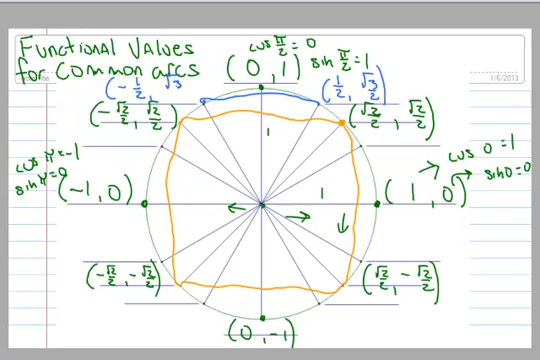 Functional Values
for Common arcs
1/6/2013
cos π/2 = 0
sin π/2 = 1
(0, 1)
(-1/2, √3
(1/2, √3/2)
(-√2/2, √2/2)
(√2/2, √2/2)
1
cos π = -1
sin π = 0
(-1, 0)
1
(1, 0)
→ cos 0 = 1
→ sin 0 = 0
(-√2/2, -√2/2)
(√2/2, -√2/2)
(0, -1)